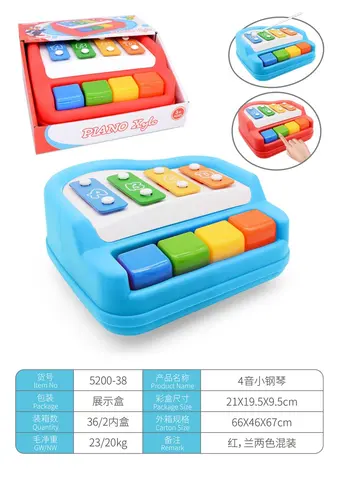 PIANO Xylo
货号
Item No
5200-38
产品名称
Product Name
4音小钢琴
包装
Package
展示盒
彩盒尺寸
Package Size
21X19.5X9.5cm
装箱数
Quantity
36/2内盒
外箱规格
Carton Size
66X46X67cm
毛净重
GW/NW
23/20kg
备注
Remark
红，兰两色混装